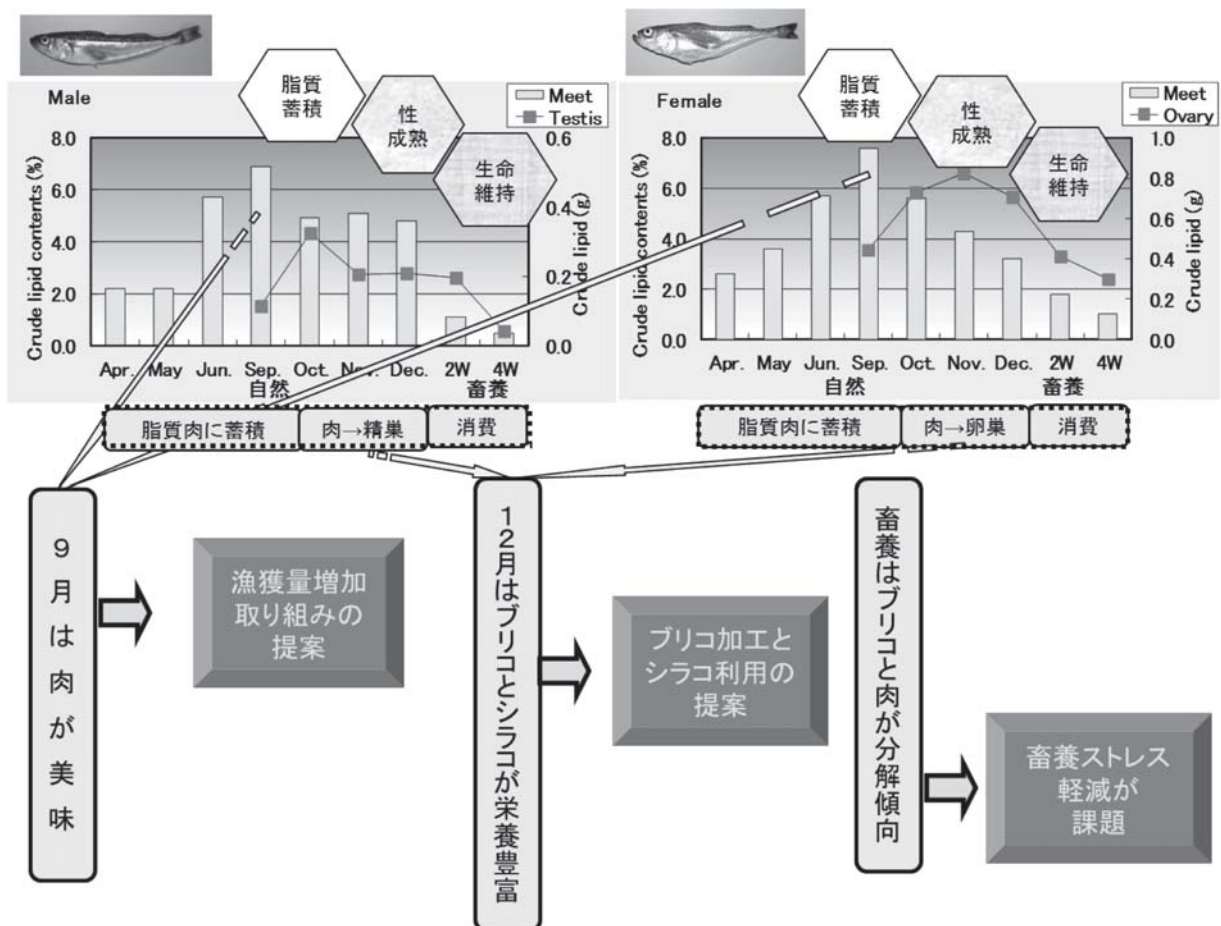 Male
脂質
蓄積
性
成熟
生命
維持
Meet
Testis
Crude lipid contents (%)
8.0
6.0
4.0
2.0
0.0
Crude lipid (g)
0.6
0.4
0.2
0.0
Apr. May Jun. Sep. Oct. Nov. Dec. 2W 4W
自然 畜養
脂質肉に蓄積 肉→精巣 消費
Female
脂質
蓄積
性
成熟
生命
維持
Meet
Ovary
Crude lipid contents (%)
8.0
6.0
4.0
2.0
0.0
Crude lipid (g)
1.0
0.8
0.6
0.4
0.2
0.0
Apr. May Jun. Sep. Oct. Nov. Dec. 2W 4W
自然 畜養
脂質肉に蓄積 肉→卵巣 消費
9月は肉が美味
漁獲量増加
取り組みの
提案
12月はブリコとシラコが栄養豊富
ブリコ加工と
シラコ利用の
提案
畜養はブリコと肉が分解傾向
畜養ストレス
軽減が
課題